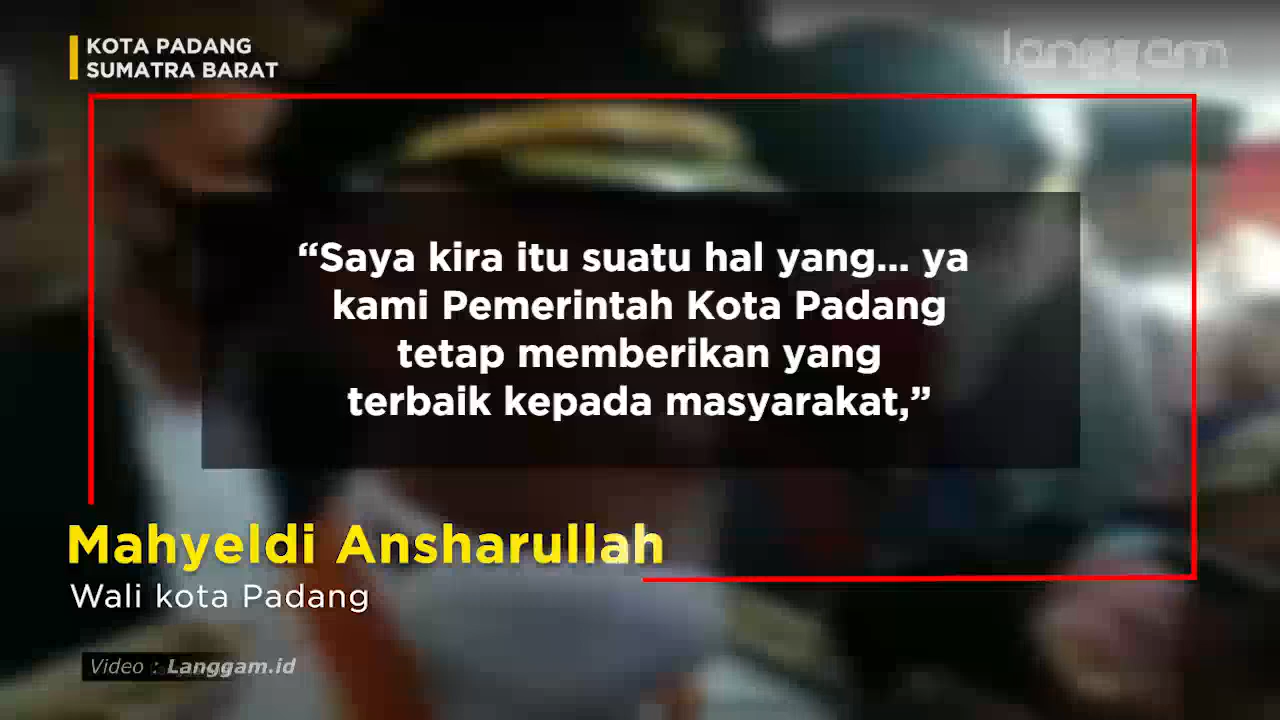 KOTA PADANG
SUMATRA BARAT
langgam
“Saya kira itu suatu hal yang... ya
kami Pemerintah Kota Padang
tetap memberikan yang
terbaik kepada masyarakat,”
Mahyeldi Ansharullah
Wali kota Padang
Video : Langgam.id